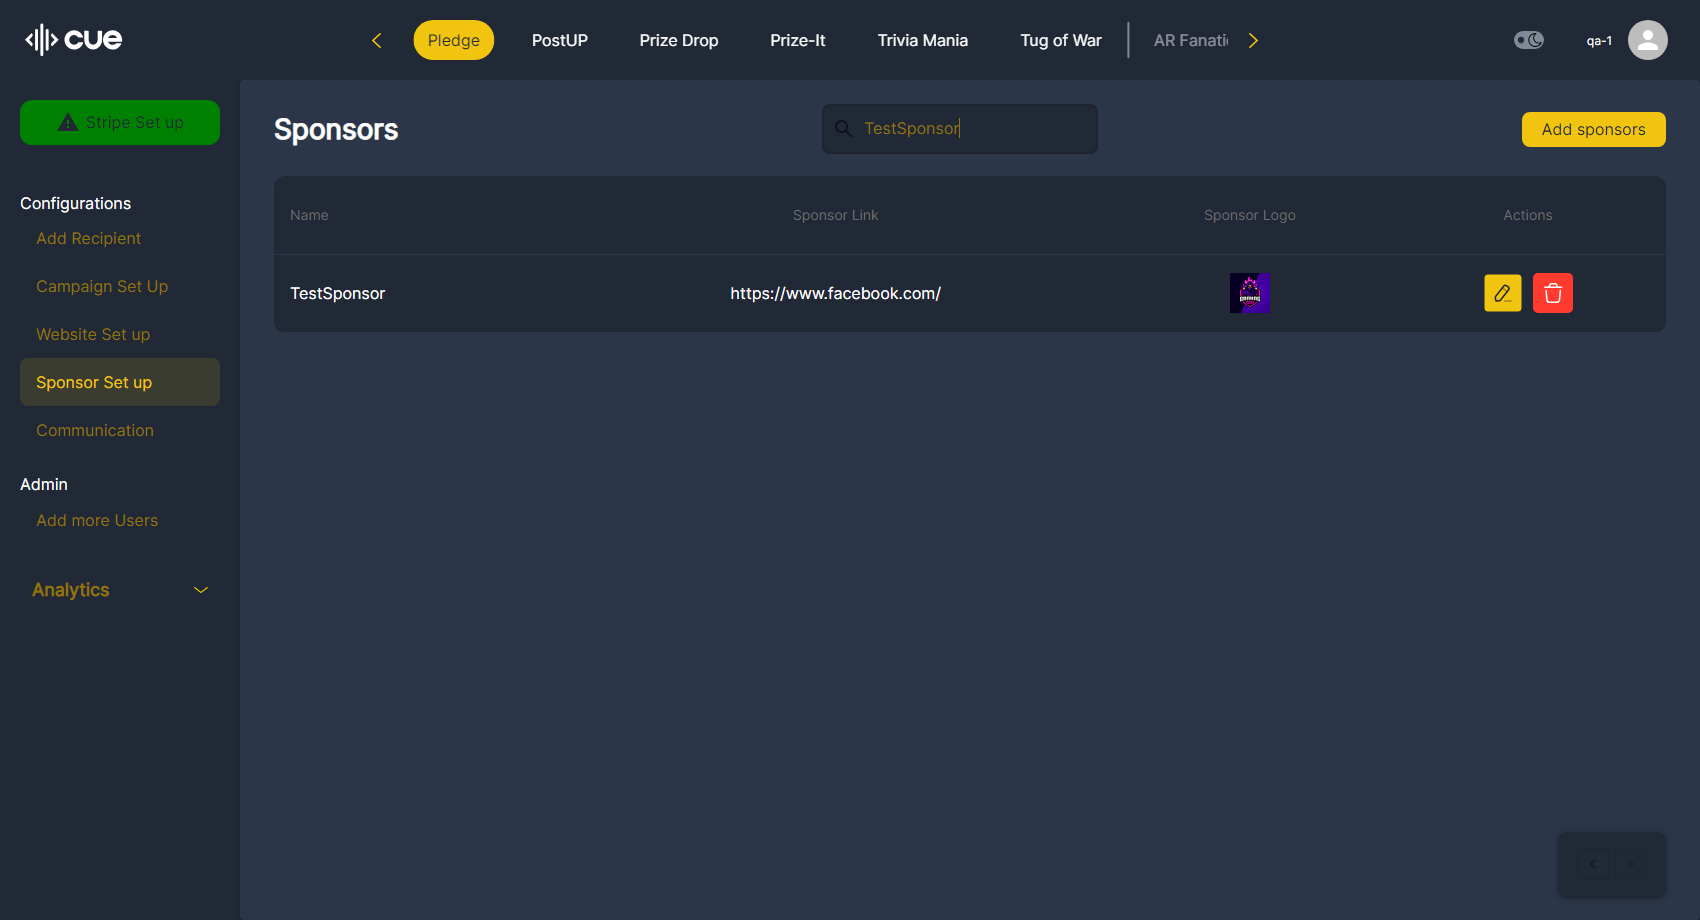 cue
Pledge
PostUP
Prize Drop
Prize-It
Trivia Mania
Tug of War
AR Fanati
qa-1
Stripe Set up
Configurations
Add Recipient
Campaign Set Up
Website Set up
Sponsor Set up
Communication
Admin
Add more Users
Analytics
Sponsors
TestSponsor
Add sponsors
Name Sponsor Link Sponsor Logo Actions
TestSponsor https://www.facebook.com/